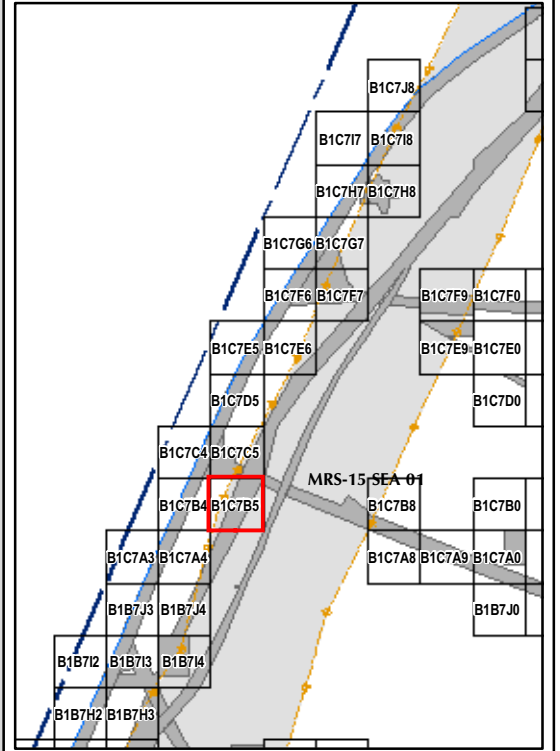 B1C7J8
B1C7I7 B1C7I8
B1C7H7 B1C7H8
B1C7G6 B1C7G7
B1C7F6 B1C7F7 B1C7F9 B1C7F0
B1C7E5 B1C7E6 B1C7E9 B1C7E0
B1C7D5 B1C7D0
B1C7C4 B1C7C5
MRS-15 SEA 01
B1C7B4 B1C7B5 B1C7B8 B1C7B0
B1C7A3 B1C7A4 B1C7A8 B1C7A9 B1C7A0
B1B7J3 B1B7J4 B1B7J0
B1B7I2 B1B7I3 B1B7I4
B1B7H2 B1B7H3